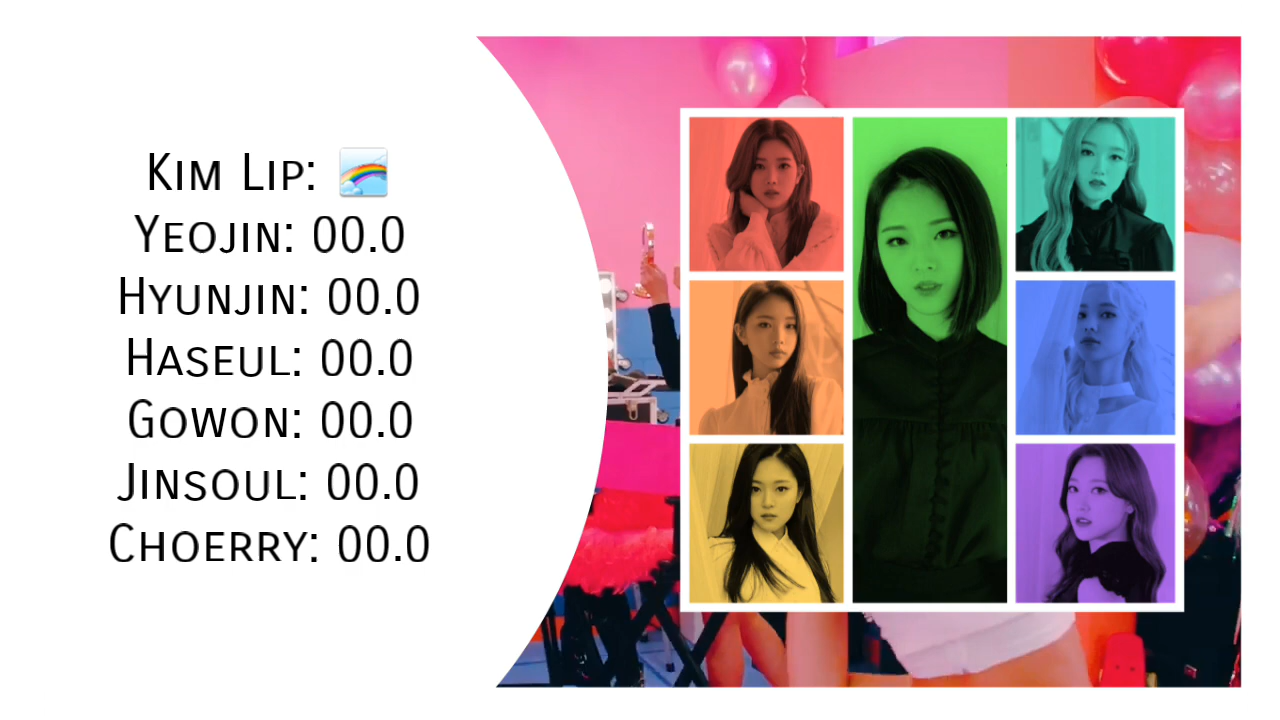 Kim Lip: 🌈
Yeojin: 00.0
Hyunjin: 00.0
Haseul: 00.0
Gowon: 00.0
Jinsoul: 00.0
Choerry: 00.0